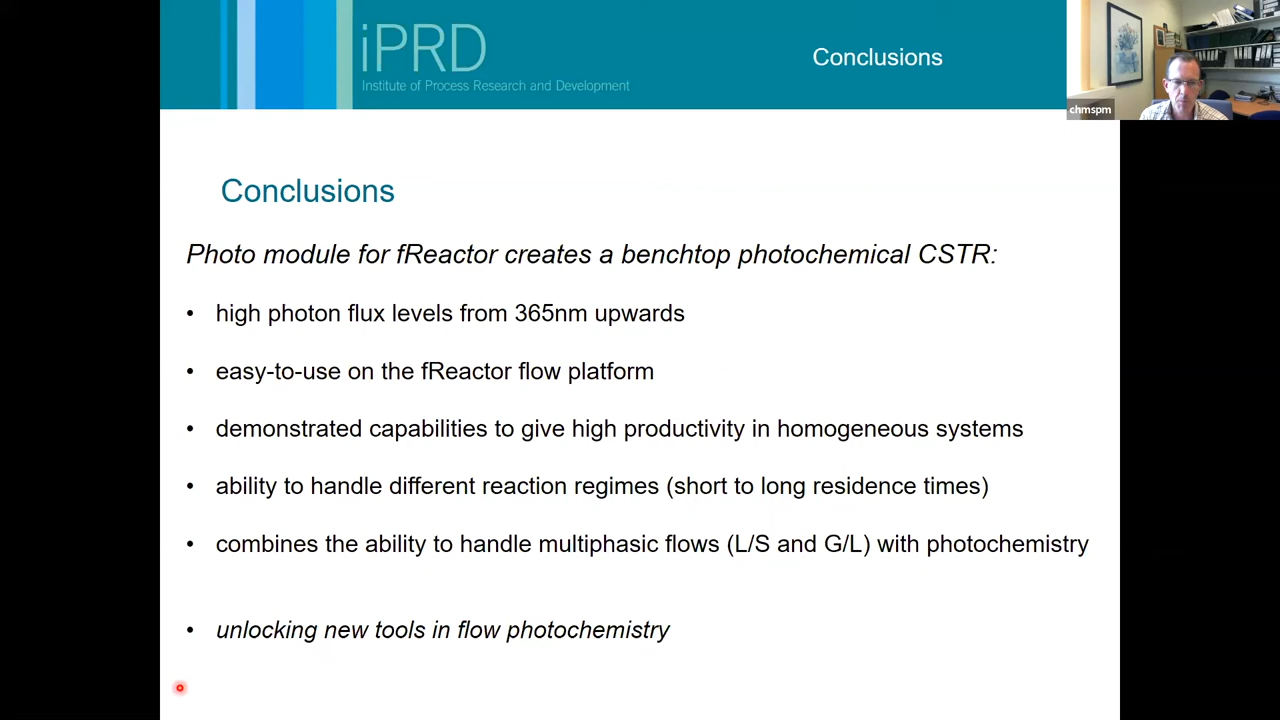 iPRD
Institute of Process Research and Development
Conclusions
chmspm
Conclusions
Photo module for fReactor creates a benchtop photochemical CSTR:
• high photon flux levels from 365nm upwards
• easy-to-use on the fReactor flow platform
• demonstrated capabilities to give high productivity in homogeneous systems
• ability to handle different reaction regimes (short to long residence times)
• combines the ability to handle multiphasic flows (L/S and G/L) with photochemistry
• unlocking new tools in flow photochemistry